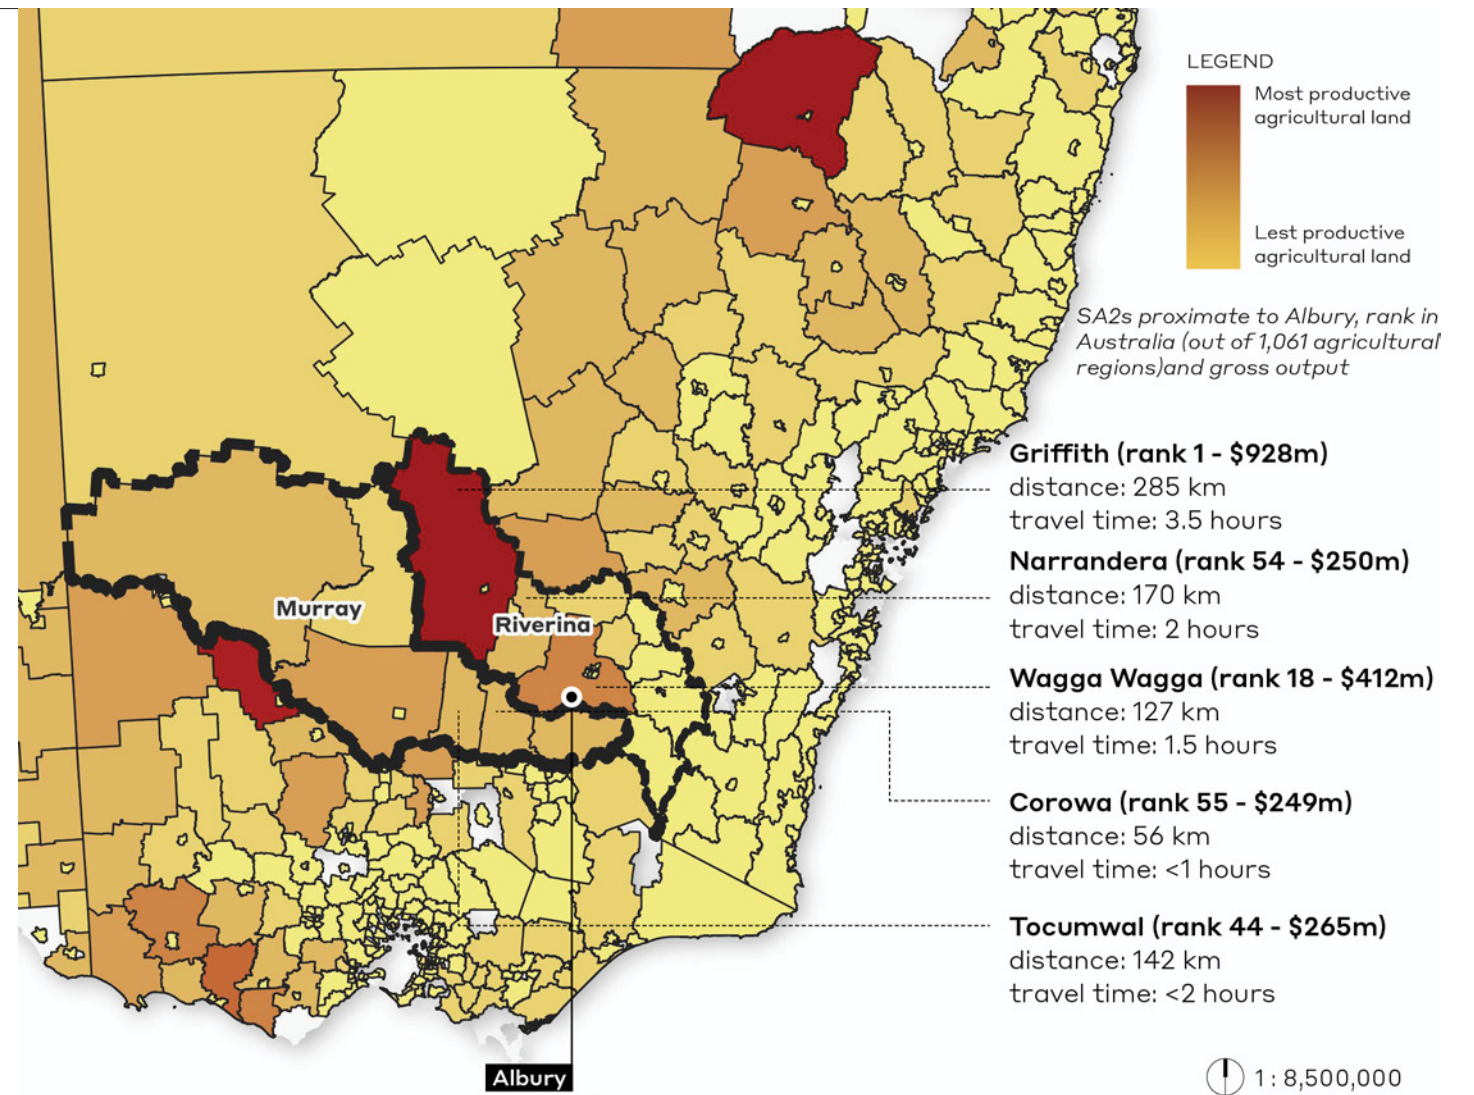 LEGEND
Most productive
agricultural land
Lest productive
agricultural land
SA2s proximate to Albury, rank in
Australia (out of 1,061 agricultural
regions)and gross output
Griffith (rank 1 - $928m)
distance: 285 km
travel time: 3.5 hours
Narrandera (rank 54 - $250m)
distance: 170 km
travel time: 2 hours
Murray
Riverina
Wagga Wagga (rank 18 - $412m)
distance: 127 km
travel time: 1.5 hours
Corowa (rank 55 - $249m)
distance: 56 km
travel time: <1 hours
Tocumwal (rank 44 - $265m)
distance: 142 km
travel time: <2 hours
Albury
1 : 8,500,000